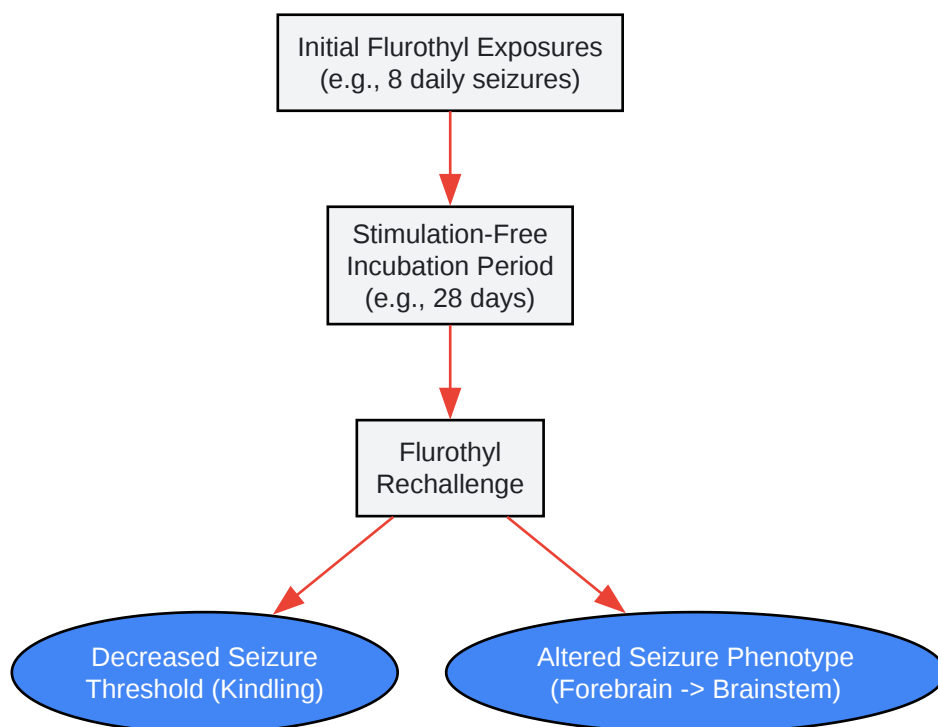 Initial Flurothyl Exposures
(e.g., 8 daily seizures)
Stimulation-Free
Incubation Period
(e.g., 28 days)
Flurothyl
Rechallenge
Decreased Seizure
Threshold (Kindling)
Altered Seizure Phenotype
(Forebrain -> Brainstem)